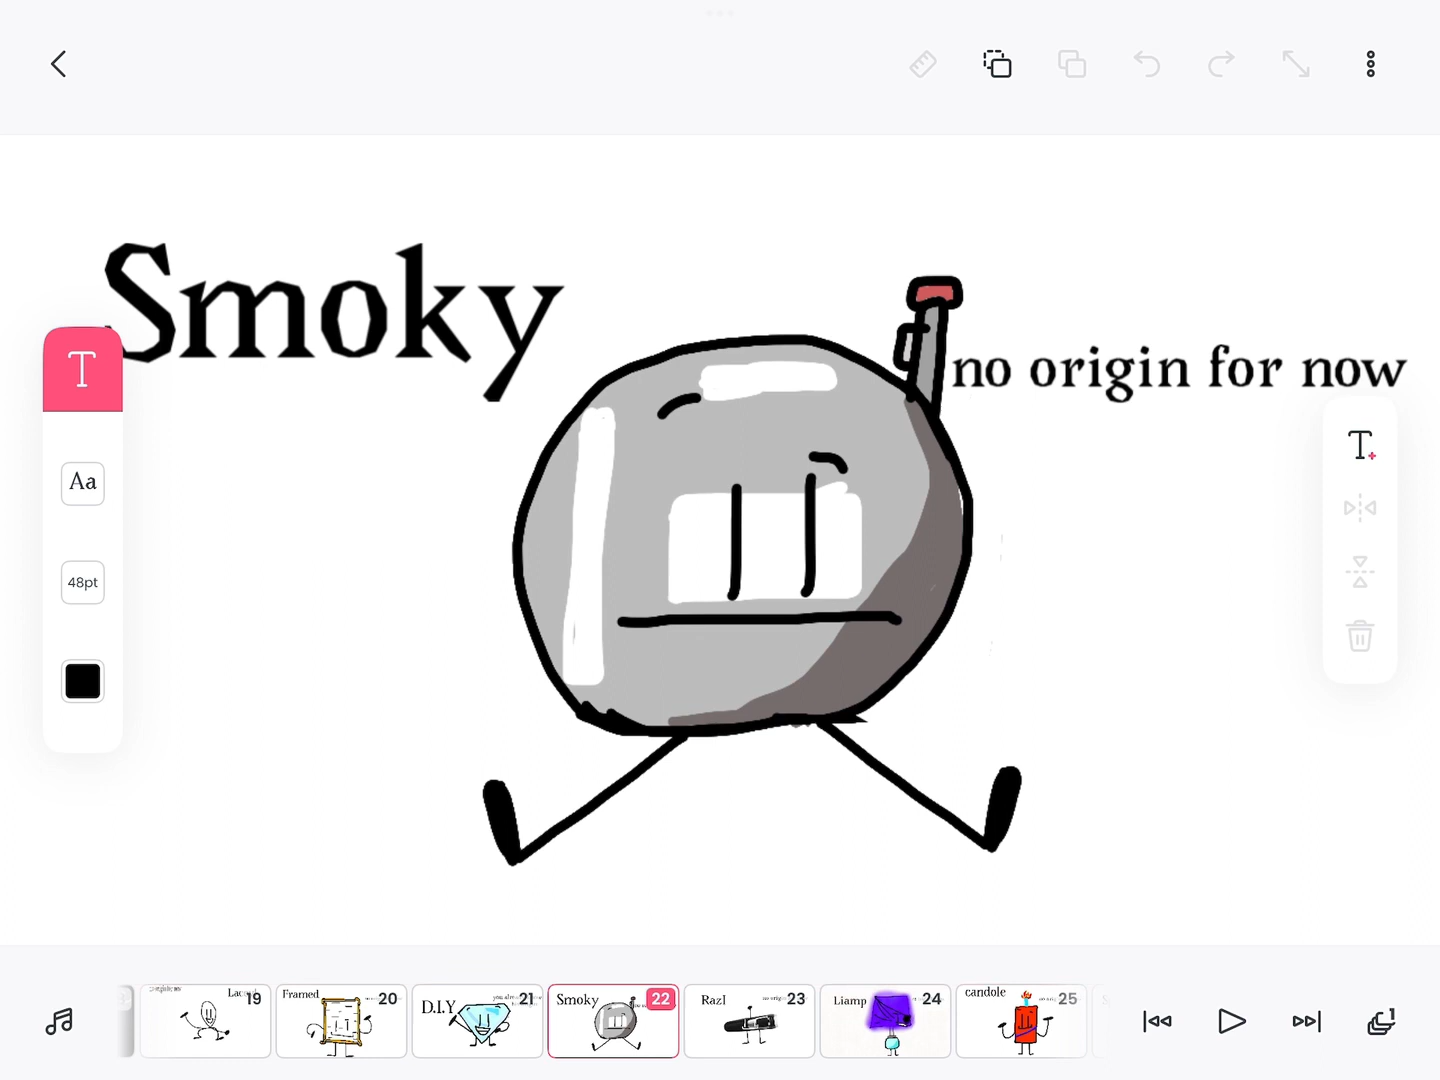 Smoky
no origin for now
T
Aa
48pt
T+
19
Framed
20
D.I.Y
21
Smoky
22
Razl
23
Liamp
24
candole
25